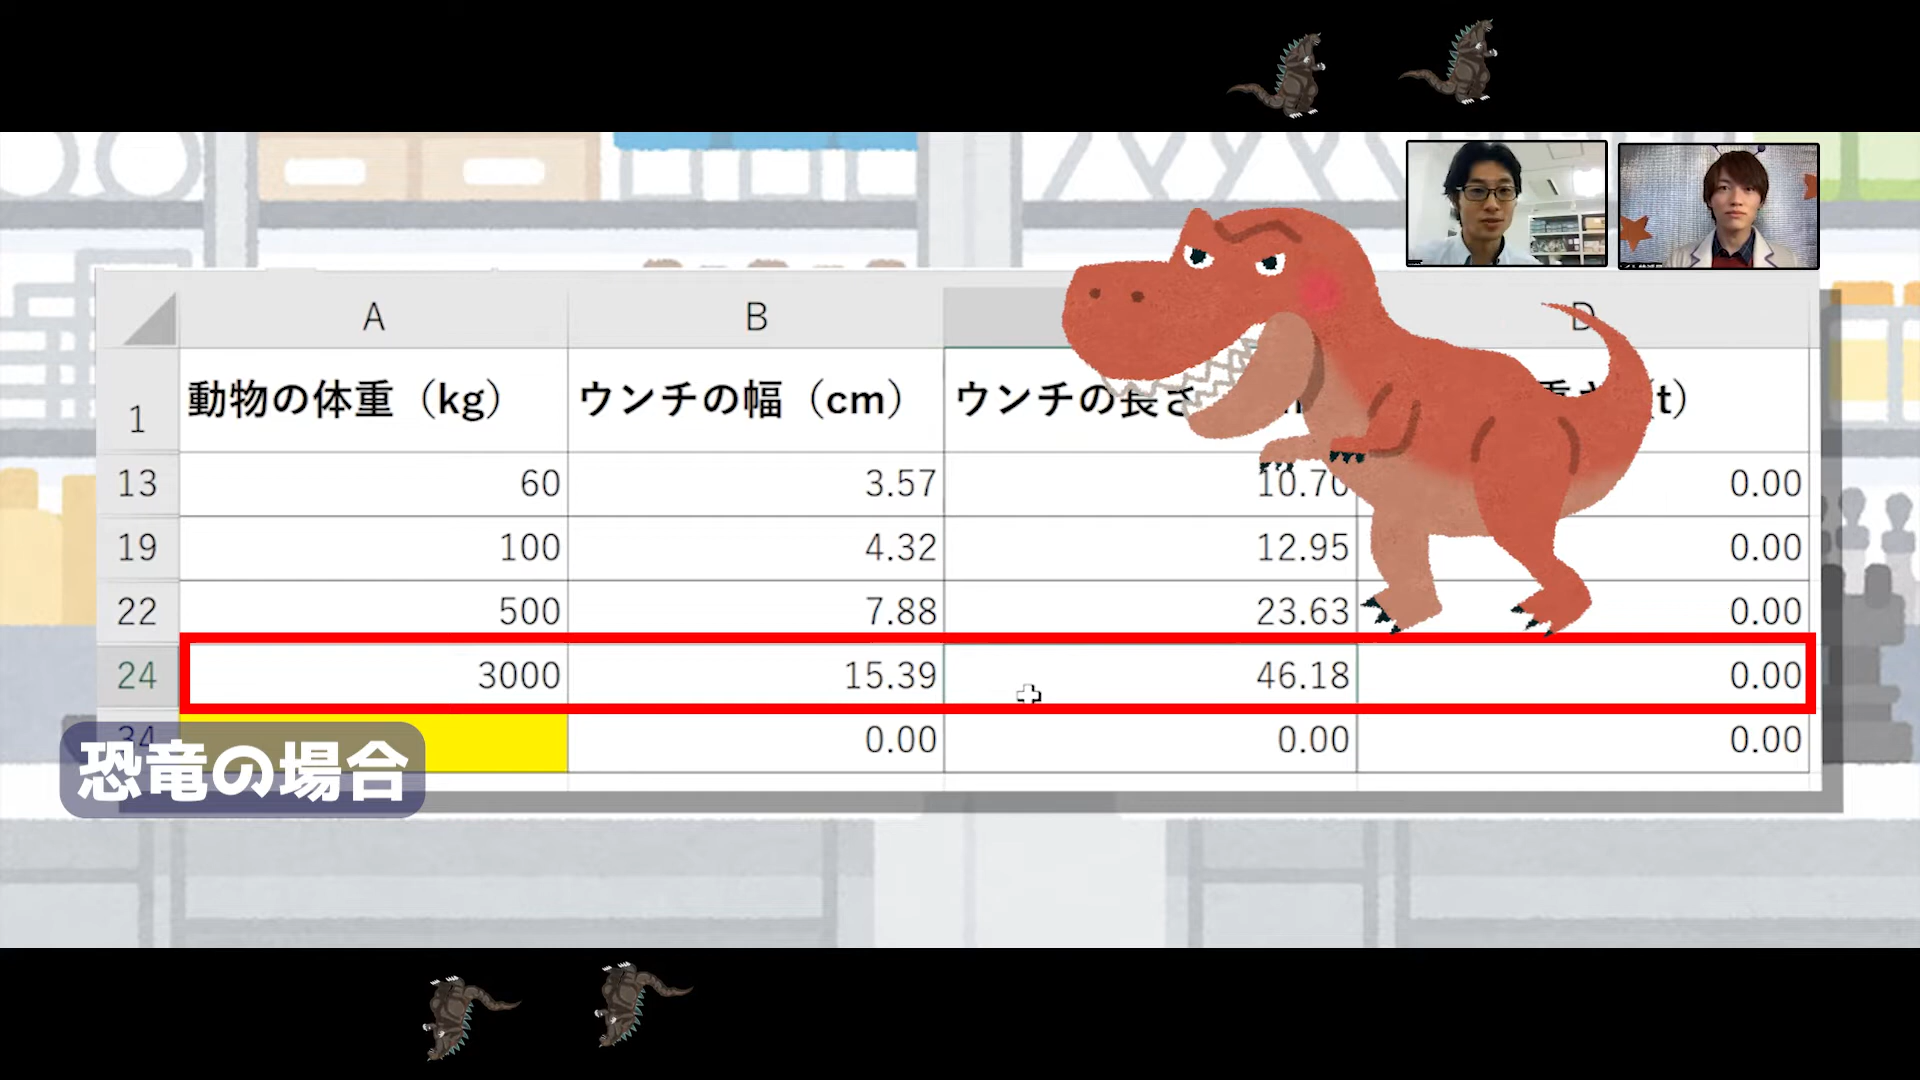 A B D
1 動物の体重（kg） ウンチの幅（cm） ウンチの長さ t）
13 60 3.57 10.70 0.00
19 100 4.32 12.95 0.00
22 500 7.88 23.63 0.00
24 3000 15.39 46.18 0.00
34 0.00 0.00 0.00
恐竜の場合